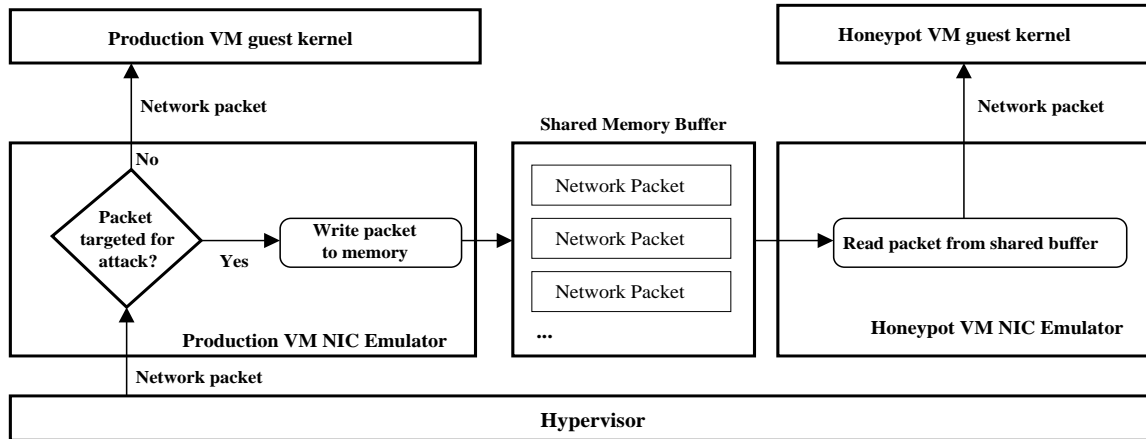 Production VM guest kernel
Honeypot VM guest kernel
Network packet
Network packet
Shared Memory Buffer
No
Packet
targeted for
attack?
Yes
Write packet
to memory
Network Packet
Network Packet
Network Packet
...
Read packet from shared buffer
Production VM NIC Emulator
Honeypot VM NIC Emulator
Network packet
Hypervisor